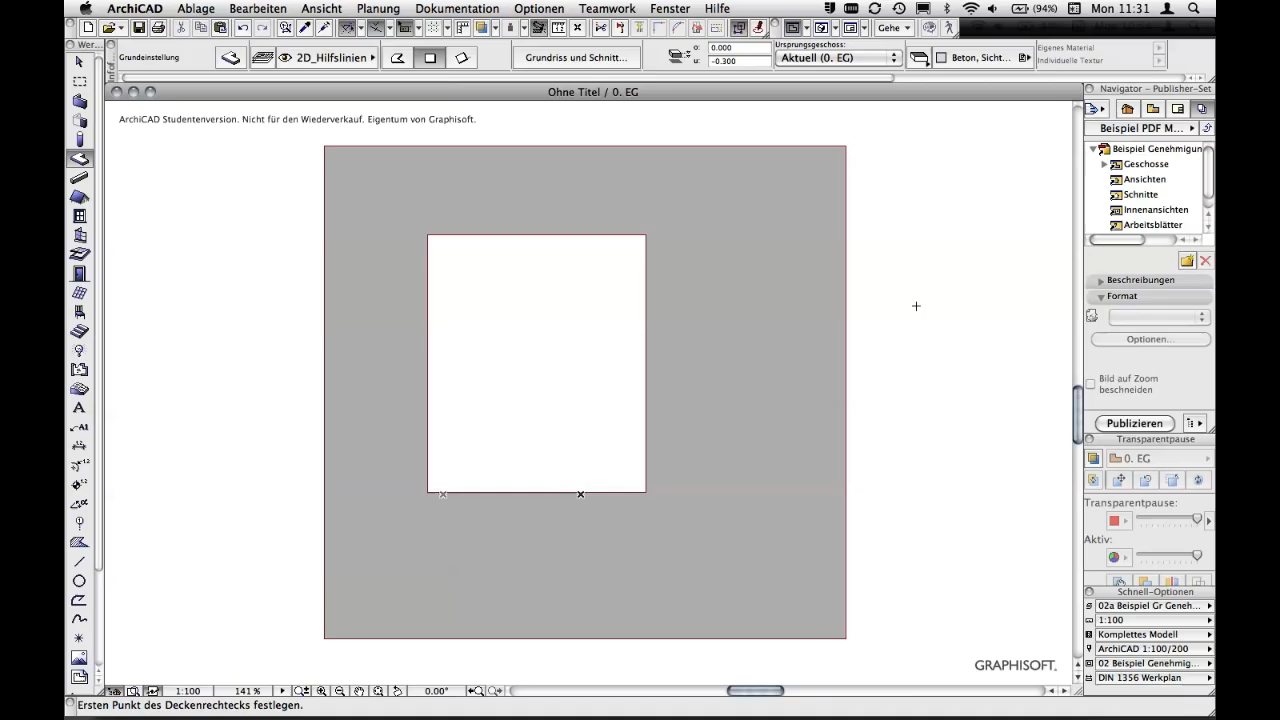 ArchiCAD Ablage Bearbeiten Ansicht Planung Dokumentation Optionen Teamwork Fenster Hilfe (94%) Mon 11:31
Wer...
Gehe
Infof
Grundeinstellung
2D_Hilfslinien
Grundriss und Schnitt...
o: 0.000
u: -0.300
Ursprungsgeschoss:
Aktuell (0. EG)
Beton, Sicht...
Eigenes Material
Individuelle Textur
Ohne Titel / 0. EG
ArchiCAD Studentenversion. Nicht für den Wiederverkauf. Eigentum von Graphisoft.
Navigator - Publisher-Set
Beispiel PDF M...
Beispiel Genehmigun
Geschosse
Ansichten
Schnitte
Innenansichten
Arbeitsblätter
Beschreibungen
Format
Optionen...
Bild auf Zoom
beschneiden
Publizieren
Transparentpause
0. EG
Transparentpause:
Aktiv:
Schnell-Optionen
02a Beispiel Gr Geneh...
1:100
Komplettes Modell
ArchiCAD 1:100/200
02 Beispiel Genehmig...
DIN 1356 Werkplan
GRAPHISOFT.
1:100 141 % 0.00°
Ersten Punkt des Deckenrechtecks festlegen.